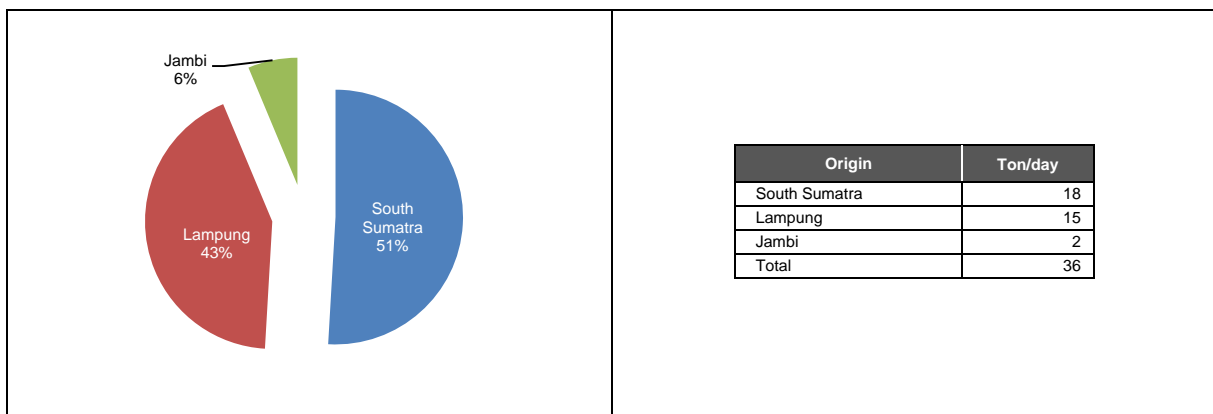 Jambi
6%
South
Sumatra
51%
Lampung
43%
Origin Ton/day
South Sumatra 18
Lampung 15
Jambi 2
Total 36